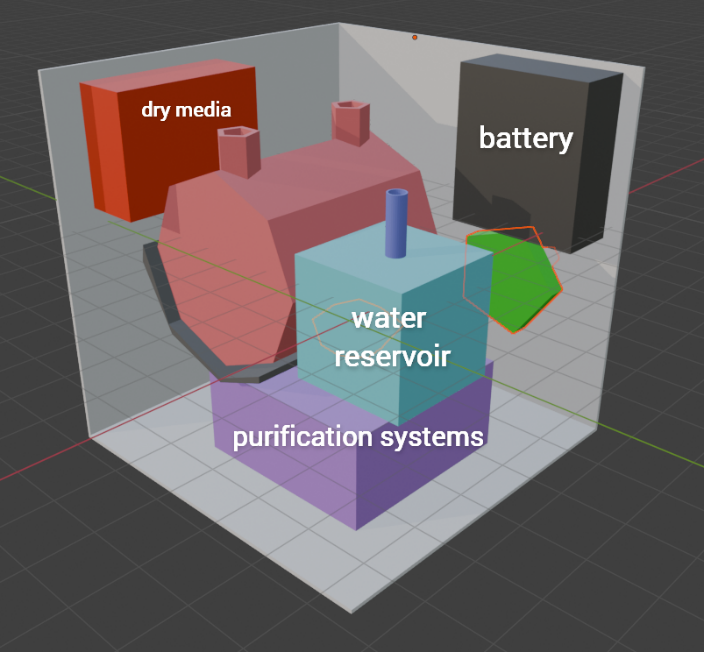 dry media
battery
water
reservoir
purification systems